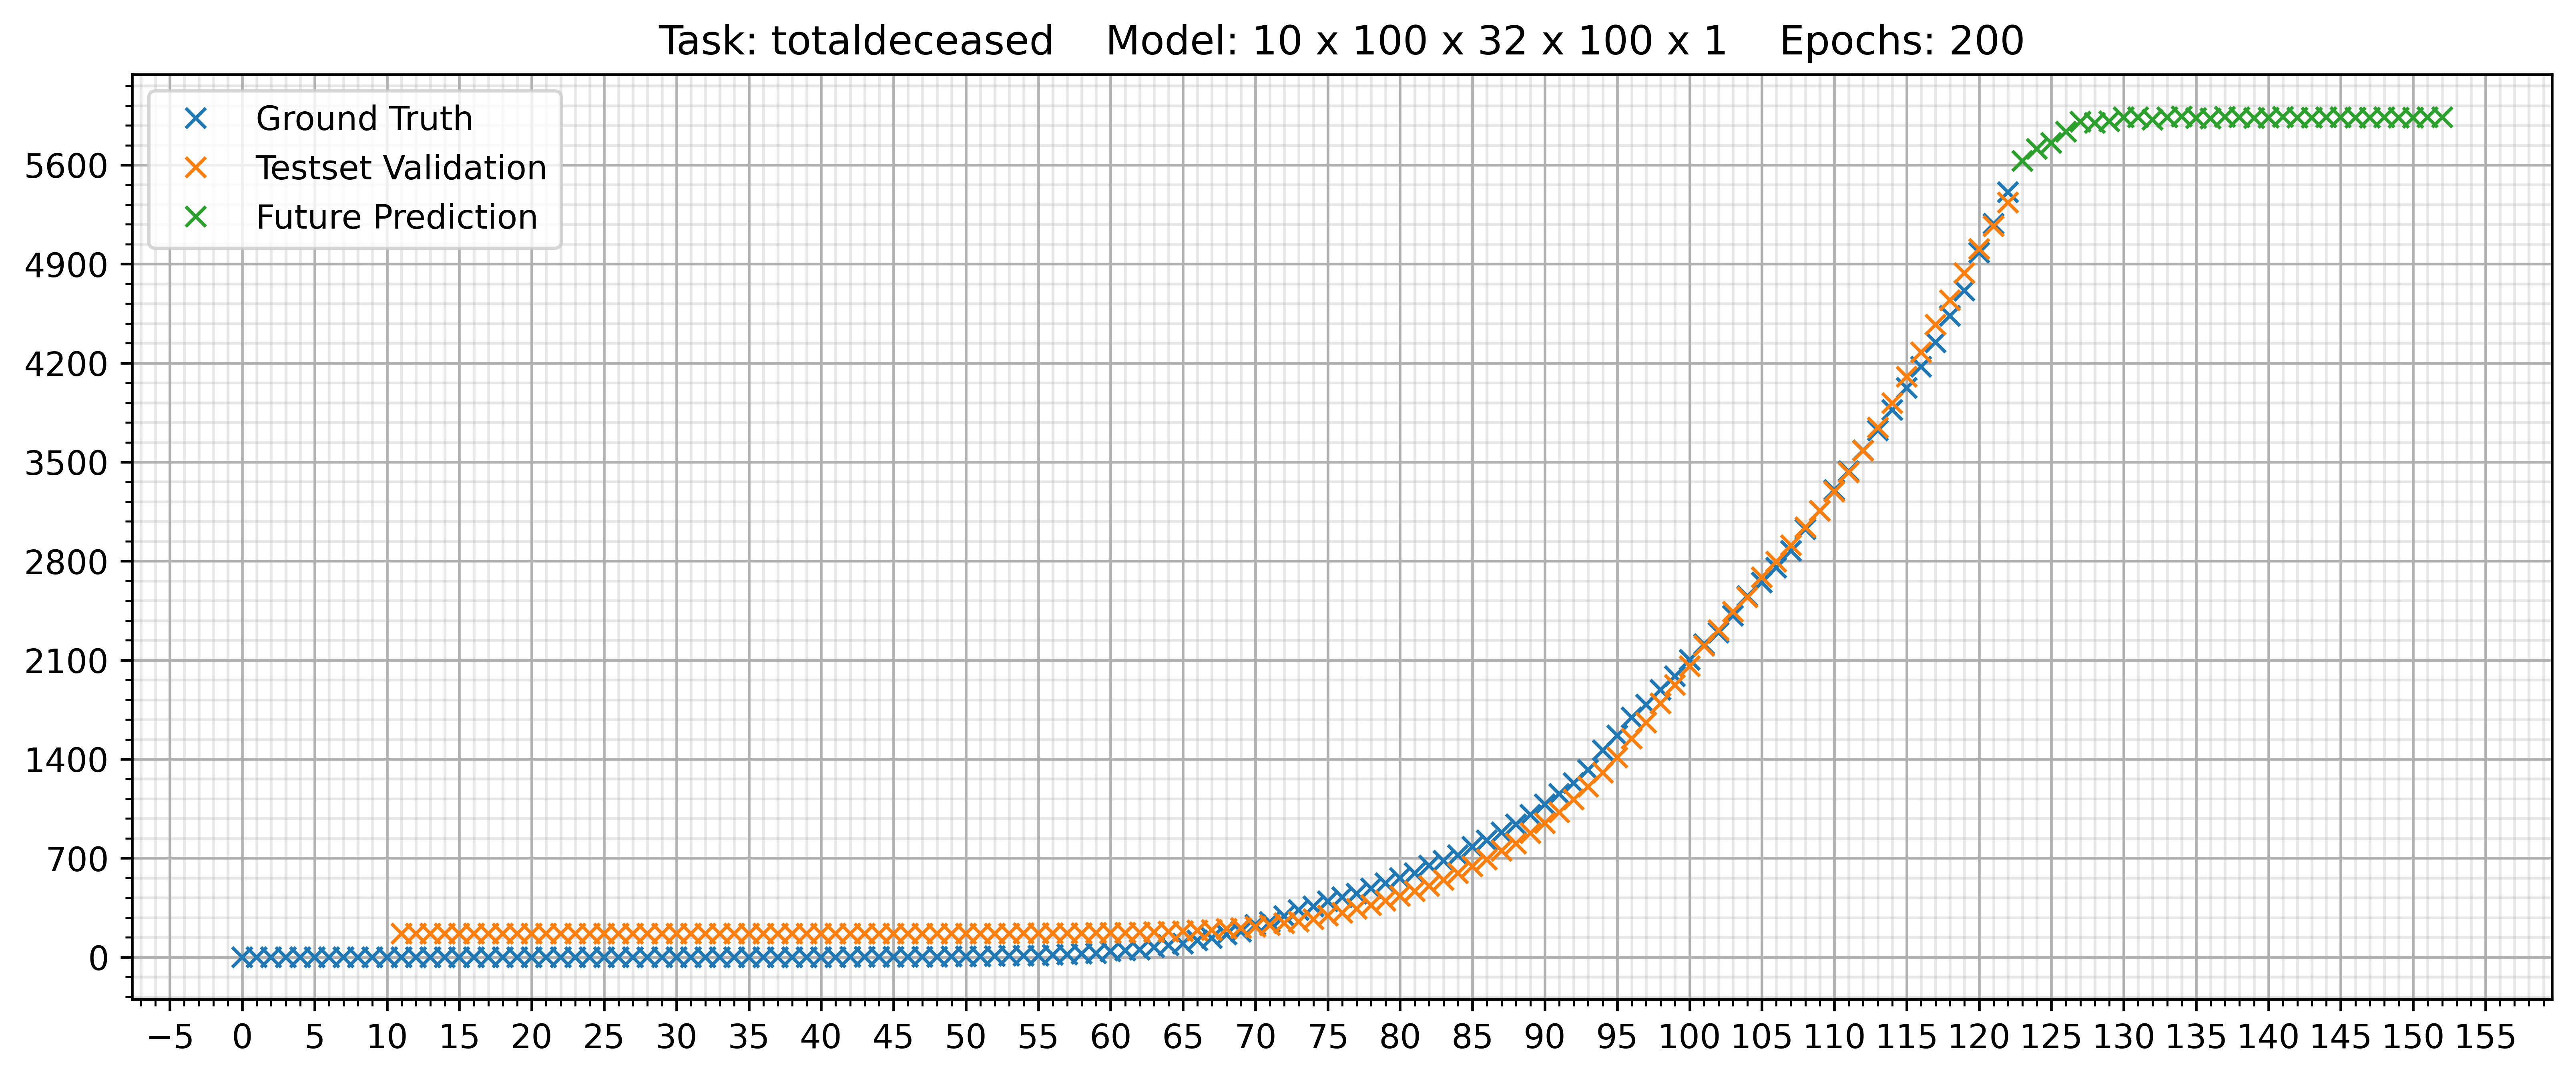 Task: totaldeceased    Model: 10 x 100 x 32 x 100 x 1    Epochs: 200
Ground Truth
Testset Validation
Future Prediction
5600
4900
4200
3500
2800
2100
1400
700
0
−5 0 5 10 15 20 25 30 35 40 45 50 55 60 65 70 75 80 85 90 95 100 105 110 115 120 125 130 135 140 145 150 155